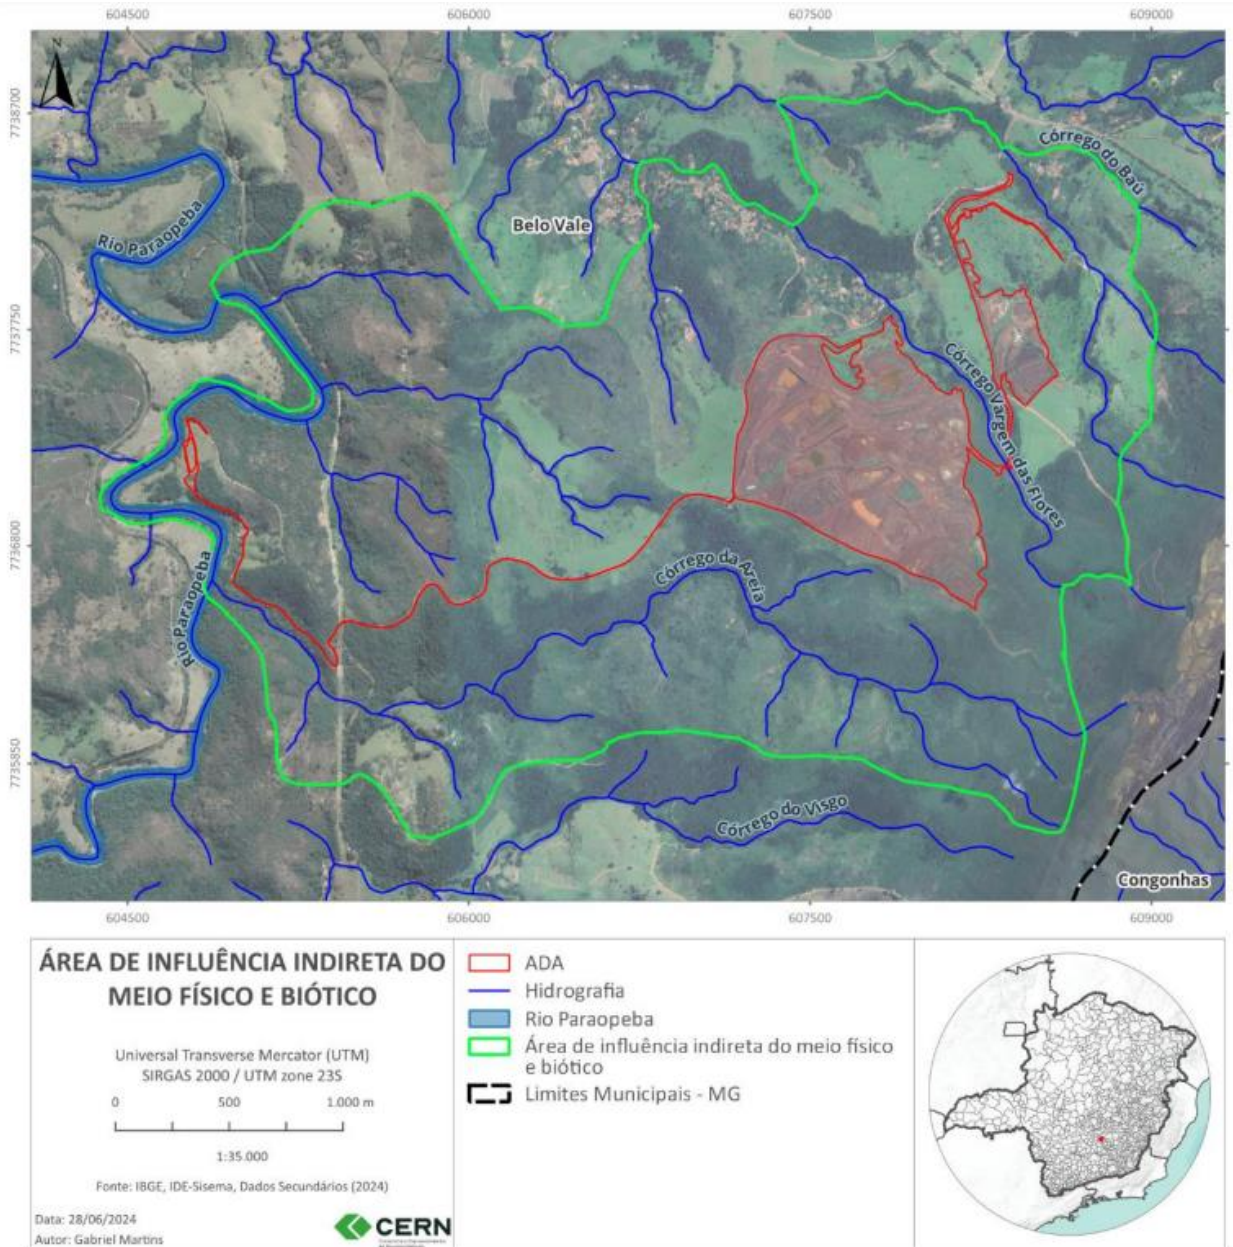 604500
606000
607500
609000
7738700
7737750
7736800
7735850
Córrego do Baú
Rio Paraopeba
Belo Vale
Córrego Vargem das Flores
Córrego da Areia
Rio Paraopeba
Córrego do Visgo
Congonhas
604500
606000
607500
609000
ÁREA DE INFLUÊNCIA INDIRETA DO
MEIO FÍSICO E BIÓTICO
Universal Transverse Mercator (UTM)
SIRGAS 2000 / UTM zone 23S
0 500 1.000 m
1:35.000
Fonte: IBGE, IDE-Sisema, Dados Secundários (2024)
Data: 28/06/2024
Autor: Gabriel Martins
CERN
ADA
Hidrografia
Rio Paraopeba
Área de influência indireta do meio físico
e biótico
Limites Municipais - MG